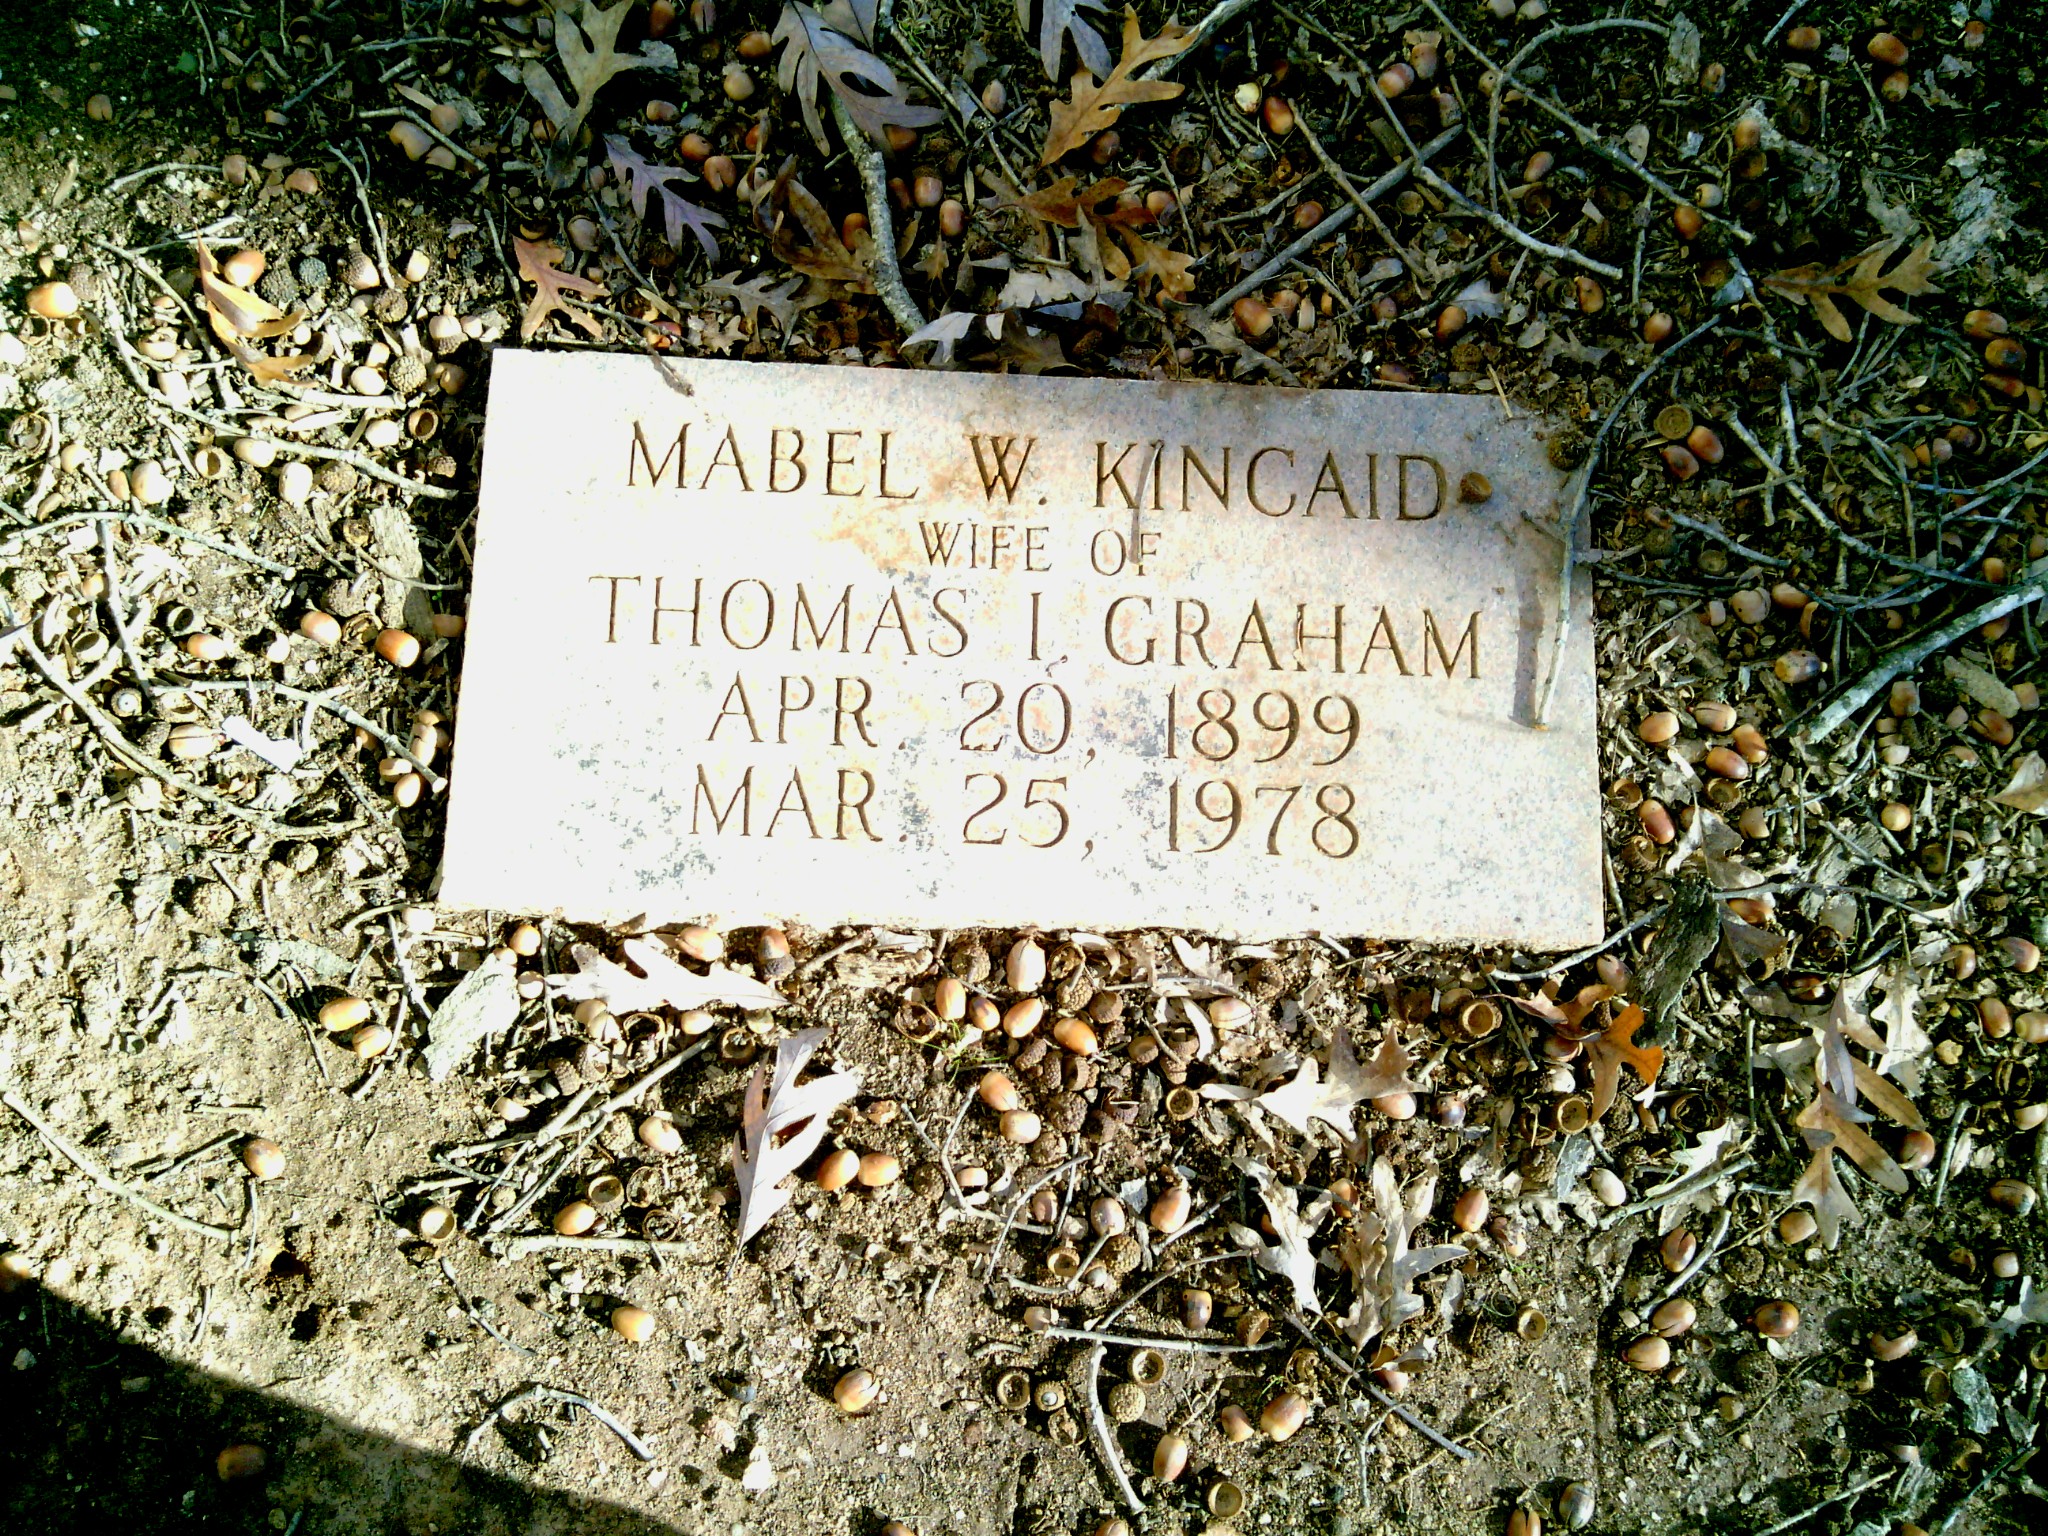 MABEL W. KINCAID
WIFE OF
THOMAS I. GRAHAM
APR. 20, 1899
MAR. 25, 1978